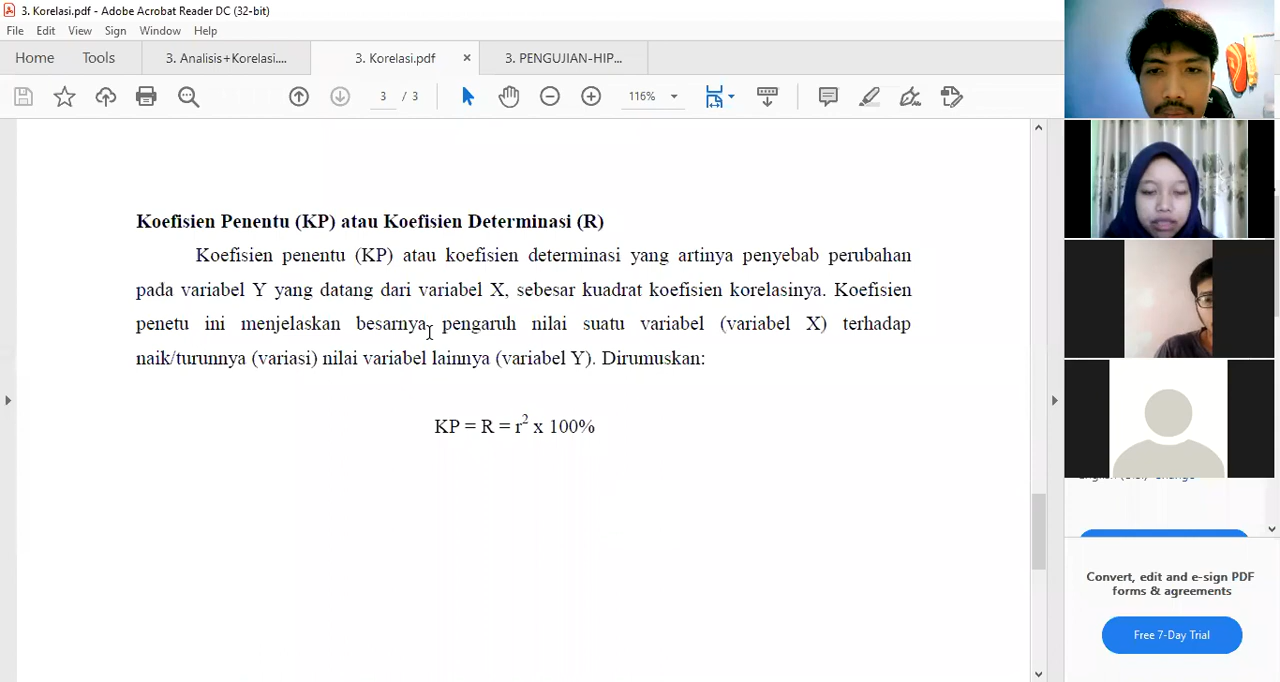 3. Korelasi.pdf - Adobe Acrobat Reader DC (32-bit)
File Edit View Sign Window Help
Home Tools 3. Analisis+Korelasi.... 3. Korelasi.pdf × 3. PENGUJIAN-HIP...
3 / 3 116%
Koefisien Penentu (KP) atau Koefisien Determinasi (R)
Koefisien penentu (KP) atau koefisien determinasi yang artinya penyebab perubahan
pada variabel Y yang datang dari variabel X, sebesar kuadrat koefisien korelasinya. Koefisien
penetu ini menjelaskan besarnya pengaruh nilai suatu variabel (variabel X) terhadap
naik/turunnya (variasi) nilai variabel lainnya (variabel Y). Dirumuskan:
KP = R = r² x 100%
Convert, edit and e-sign PDF
forms & agreements
Free 7-Day Trial